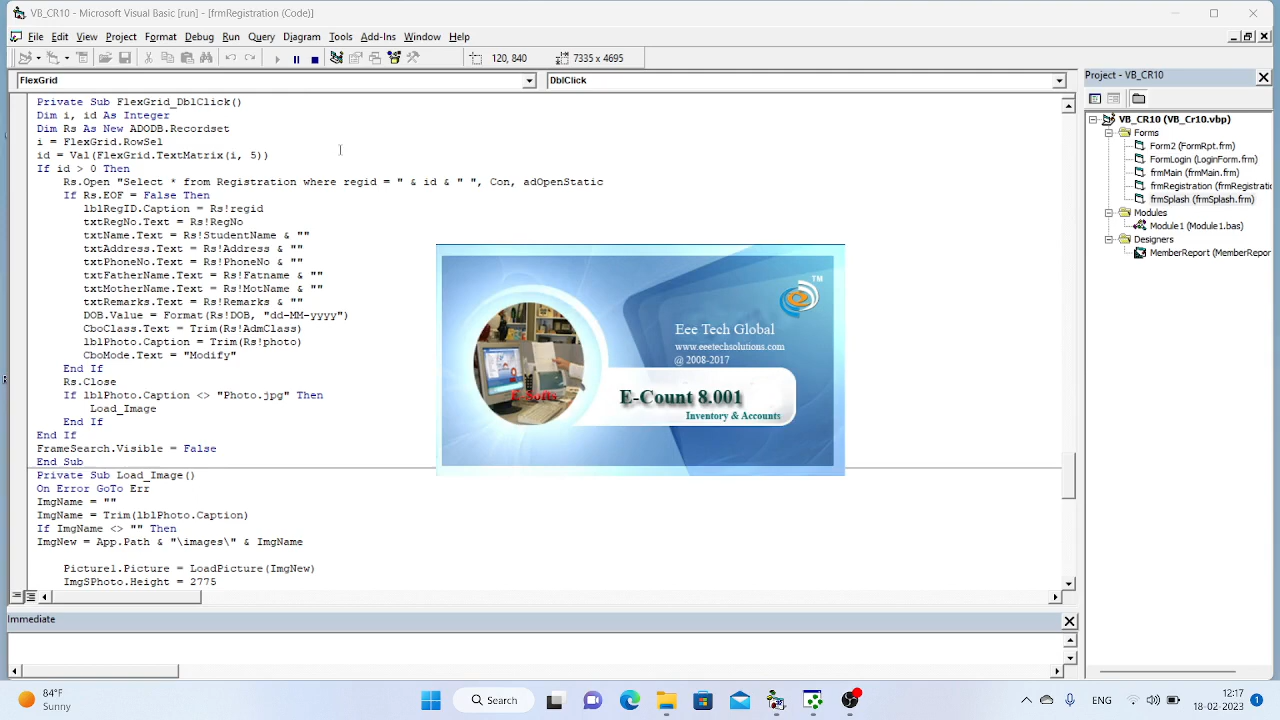 VB_CR10 - Microsoft Visual Basic [run] - [frmRegistration (Code)]
File Edit View Project Format Debug Run Query Diagram Tools Add-Ins Window Help
120, 840 7335 x 4695
FlexGrid DblClick
Private Sub FlexGrid_DblClick()
Dim i, id As Integer
Dim Rs As New ADODB.Recordset
i = FlexGrid.RowSel
id = Val(FlexGrid.TextMatrix(i, 5))
If id > 0 Then
Rs.Open "Select * from Registration where regid = " & id & " ", Con, adOpenStatic
If Rs.EOF = False Then
lblRegID.Caption = Rs!regid
txtRegNo.Text = Rs!RegNo
txtName.Text = Rs!StudentName & ""
txtAddress.Text = Rs!Address & ""
txtPhoneNo.Text = Rs!PhoneNo & ""
txtFatherName.Text = Rs!Fatname & ""
txtMotherName.Text = Rs!MotName & ""
txtRemarks.Text = Rs!Remarks & ""
DOB.Value = Format(Rs!DOB, "dd-MM-yyyy")
CboClass.Text = Trim(Rs!AdmClass)
lblPhoto.Caption = Trim(Rs!photo)
CboMode.Text = "Modify"
End If
Rs.Close
If lblPhoto.Caption <> "Photo.jpg" Then
Load_Image
End If
End If
FrameSearch.Visible = False
End Sub
Private Sub Load_Image()
On Error GoTo Err
ImgName = ""
ImgName = Trim(lblPhoto.Caption)
If ImgName <> "" Then
ImgNew = App.Path & "\images\" & ImgName
Picture1.Picture = LoadPicture(ImgNew)
ImgSPhoto.Height = 2775
TM
Eee Tech Global
www.eeetechsolutions.com
@ 2008-2017
E-Softs
E-Count 8.001
Inventory & Accounts
Project - VB_CR10
VB_CR10 (VB_Cr10.vbp)
Forms
Form2 (FormRpt.frm)
FormLogin (LoginForm.frm)
frmMain (frmMain.frm)
frmRegistration (frmRegistratio
frmSplash (frmSplash.frm)
Modules
Module1 (Module1.bas)
Designers
MemberReport (MemberRepor
Immediate
84°F
Sunny
Search
ENG
12:17
18-02-2023
1